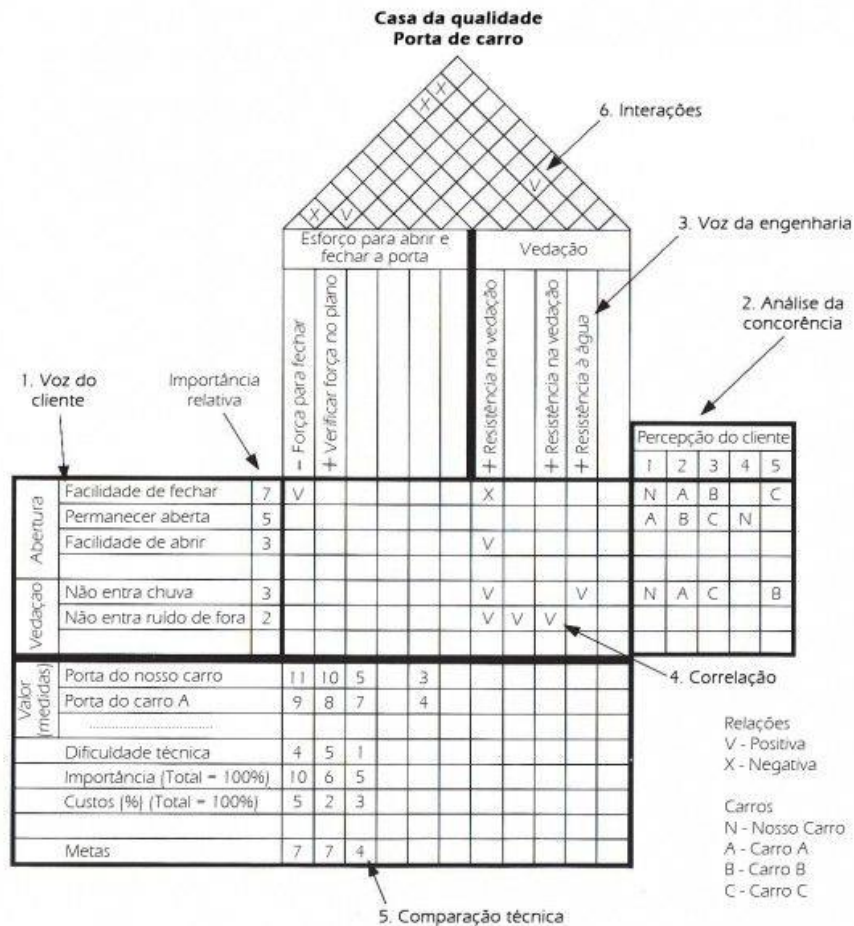 Casa da qualidade
Porta de carro
X
X
6. Interações
V
X V
Esforço para abrir e
fechar a porta
Vedação
3. Voz da engenharia
2. Análise da
concorência
1. Voz do
cliente
Importância
relativa
– Força para fechar
+ Verificar força no plano
+ Resistência na vedação
+ Resistência na vedação
+ Resistência à água
Percepção do cliente
1 2 3 4 5
Abertura
Facilidade de fechar 7 V X N A B C
Permanecer aberta 5 A B C N
Facilidade de abrir 3 V
Vedação
Não entra chuva 3 V V N A C B
Não entra ruído de fora 2 V V V
4. Correlação
Valor
(medidas)
Porta do nosso carro 11 10 5 3
Porta do carro A 9 8 7 4
Dificuldade técnica 4 5 1
Importância (Total = 100%) 10 6 5
Custos (%) (Total = 100%) 5 2 3
Metas 7 7 4
5. Comparação técnica
Relações
V - Positiva
X - Negativa
Carros
N - Nosso Carro
A - Carro A
B - Carro B
C - Carro C